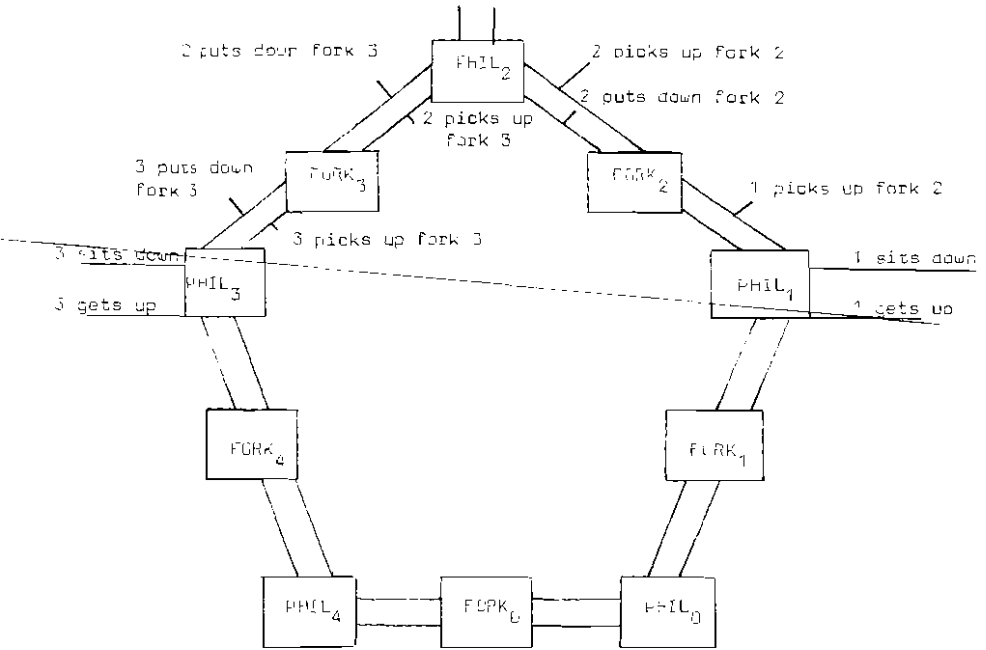 2 puts down fork 3
PHIL2
2 picks up fork 2
2 puts down fork 2
2 picks up
fork 3
3 puts down
fork 3
FORK3
FORK2
1 picks up fork 2
3 picks up fork 3
3 sits down
1 sits down
PHIL3
PHIL1
3 gets up
1 gets up
FORK4
FORK1
PHIL4
FORK0
PHIL0